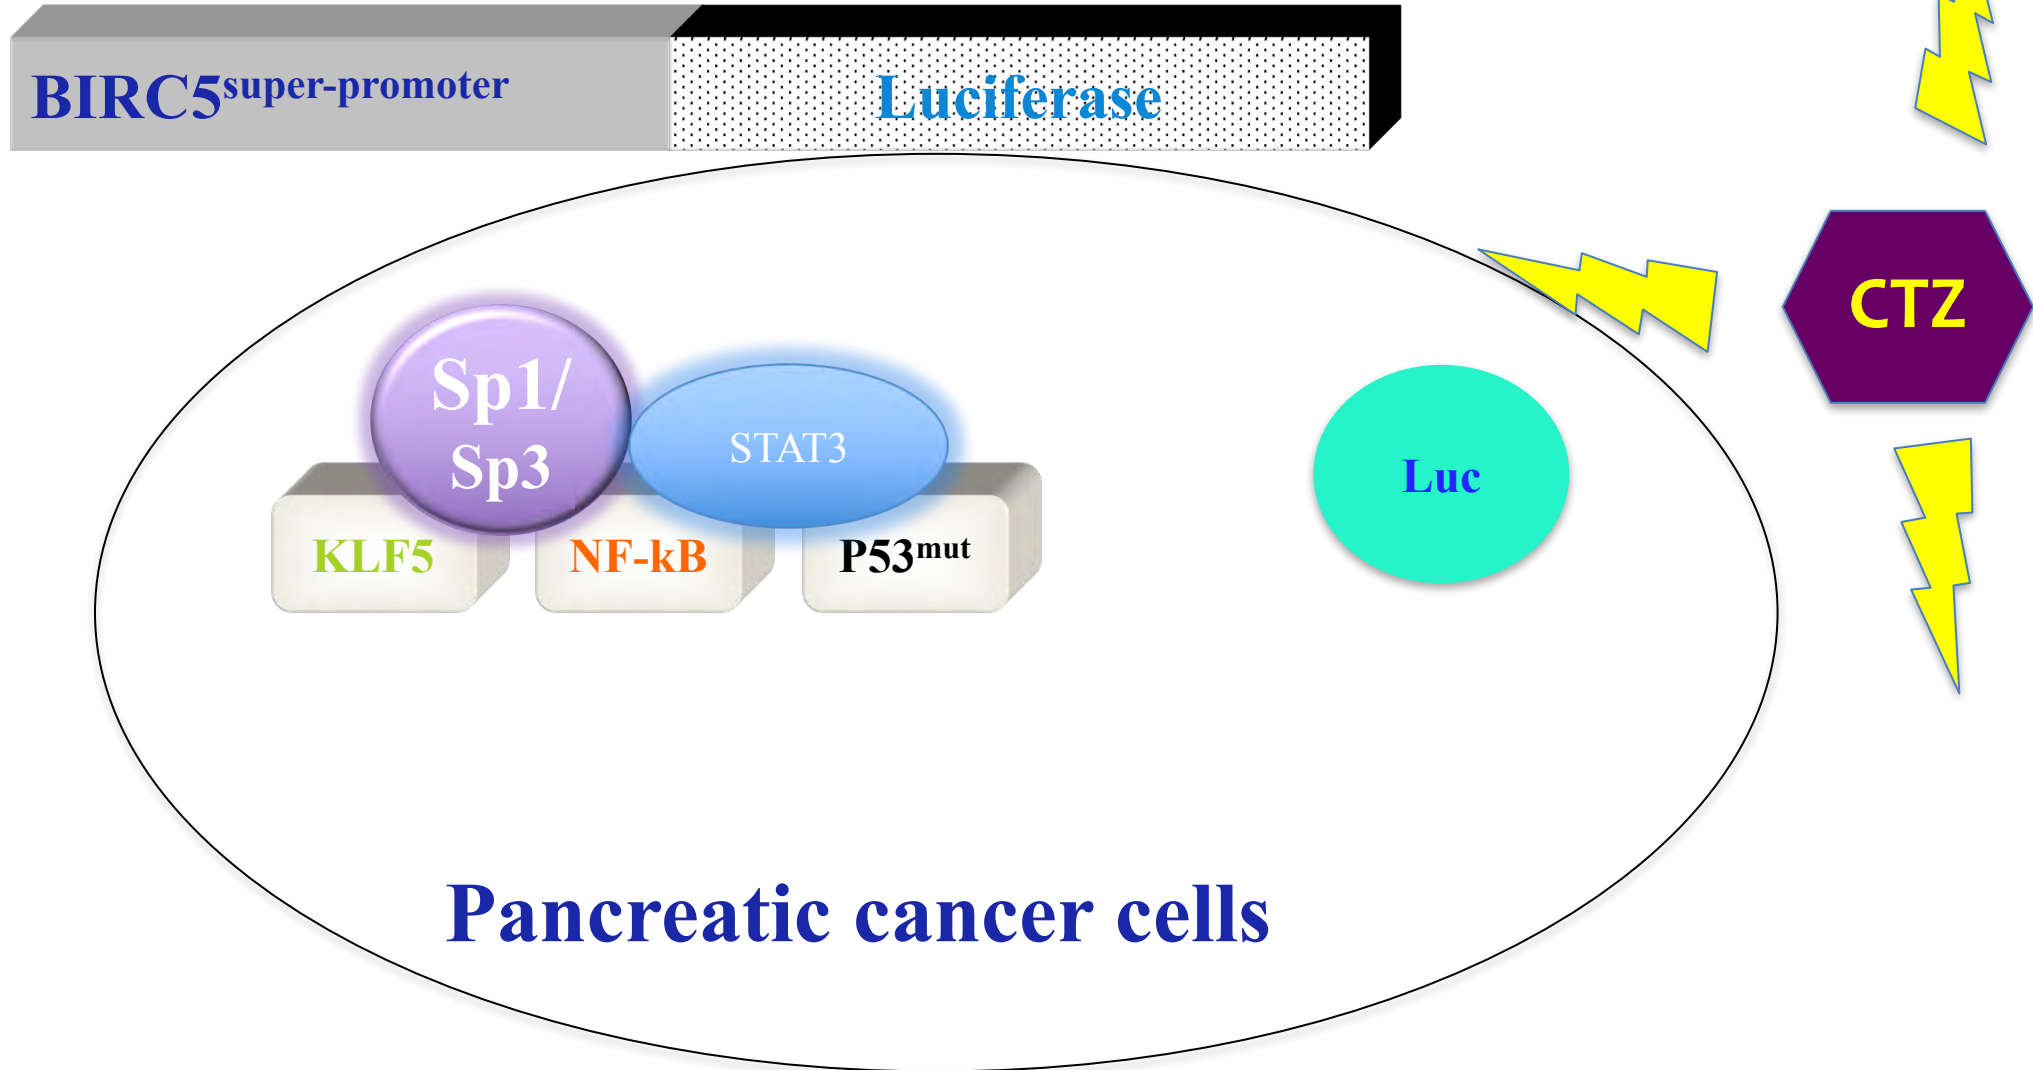 BIRC5super-promoter
Luciferase
CTZ
Sp1/
Sp3
STAT3
Luc
KLF5
NF-kB
P53mut
Pancreatic cancer cells